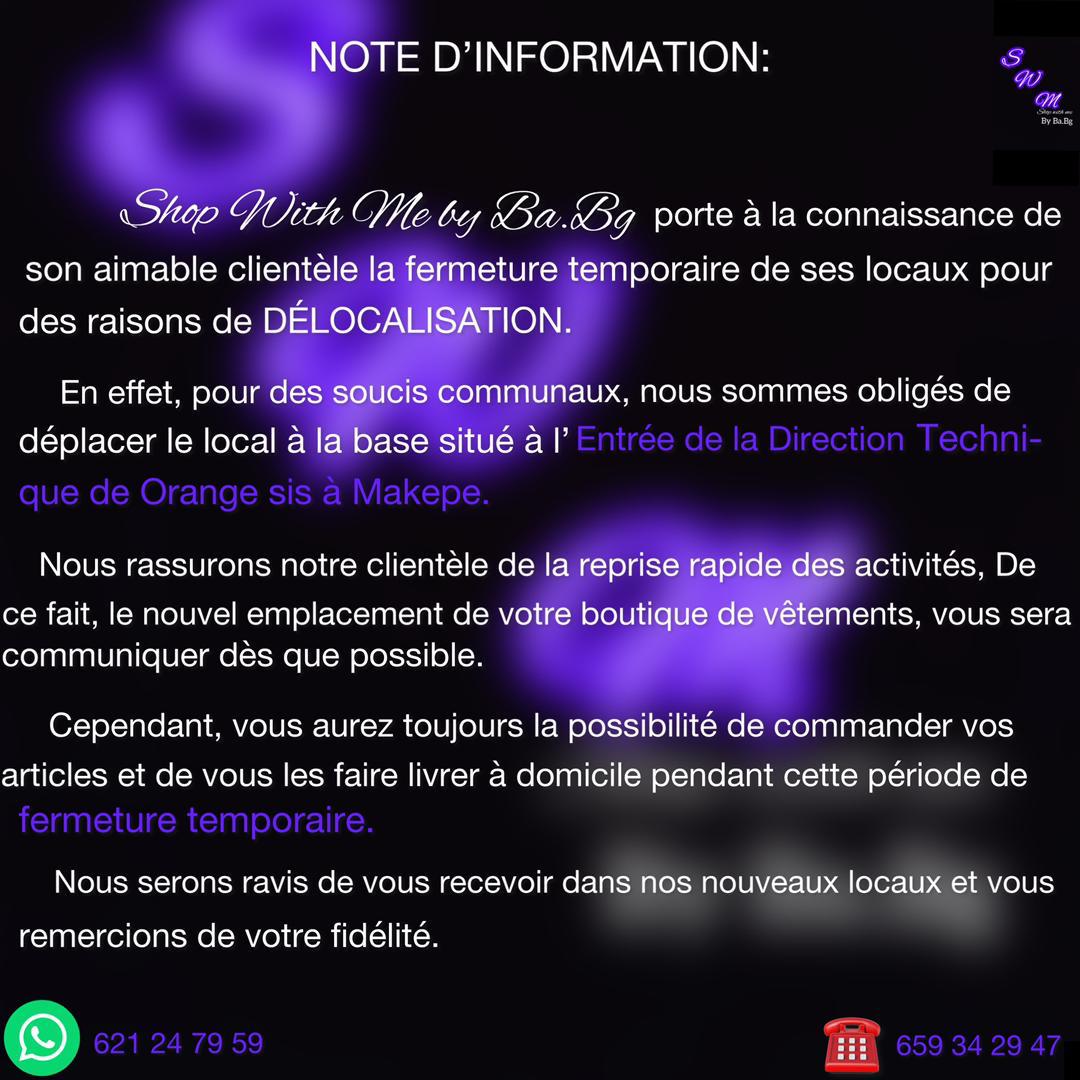 NOTE D’INFORMATION:
S
W
M
Shop with me
By Ba.Bg
Shop With Me by Ba.Bg porte à la connaissance de
son aimable clientèle la fermeture temporaire de ses locaux pour
des raisons de DÉLOCALISATION.
En effet, pour des soucis communaux, nous sommes obligés de
déplacer le local à la base situé à l’ Entrée de la Direction Techni-
que de Orange sis à Makepe.
Nous rassurons notre clientèle de la reprise rapide des activités, De
ce fait, le nouvel emplacement de votre boutique de vêtements, vous sera
communiquer dès que possible.
Cependant, vous aurez toujours la possibilité de commander vos
articles et de vous les faire livrer à domicile pendant cette période de
fermeture temporaire.
Nous serons ravis de vous recevoir dans nos nouveaux locaux et vous
remercions de votre fidélité.
621 24 79 59
659 34 29 47